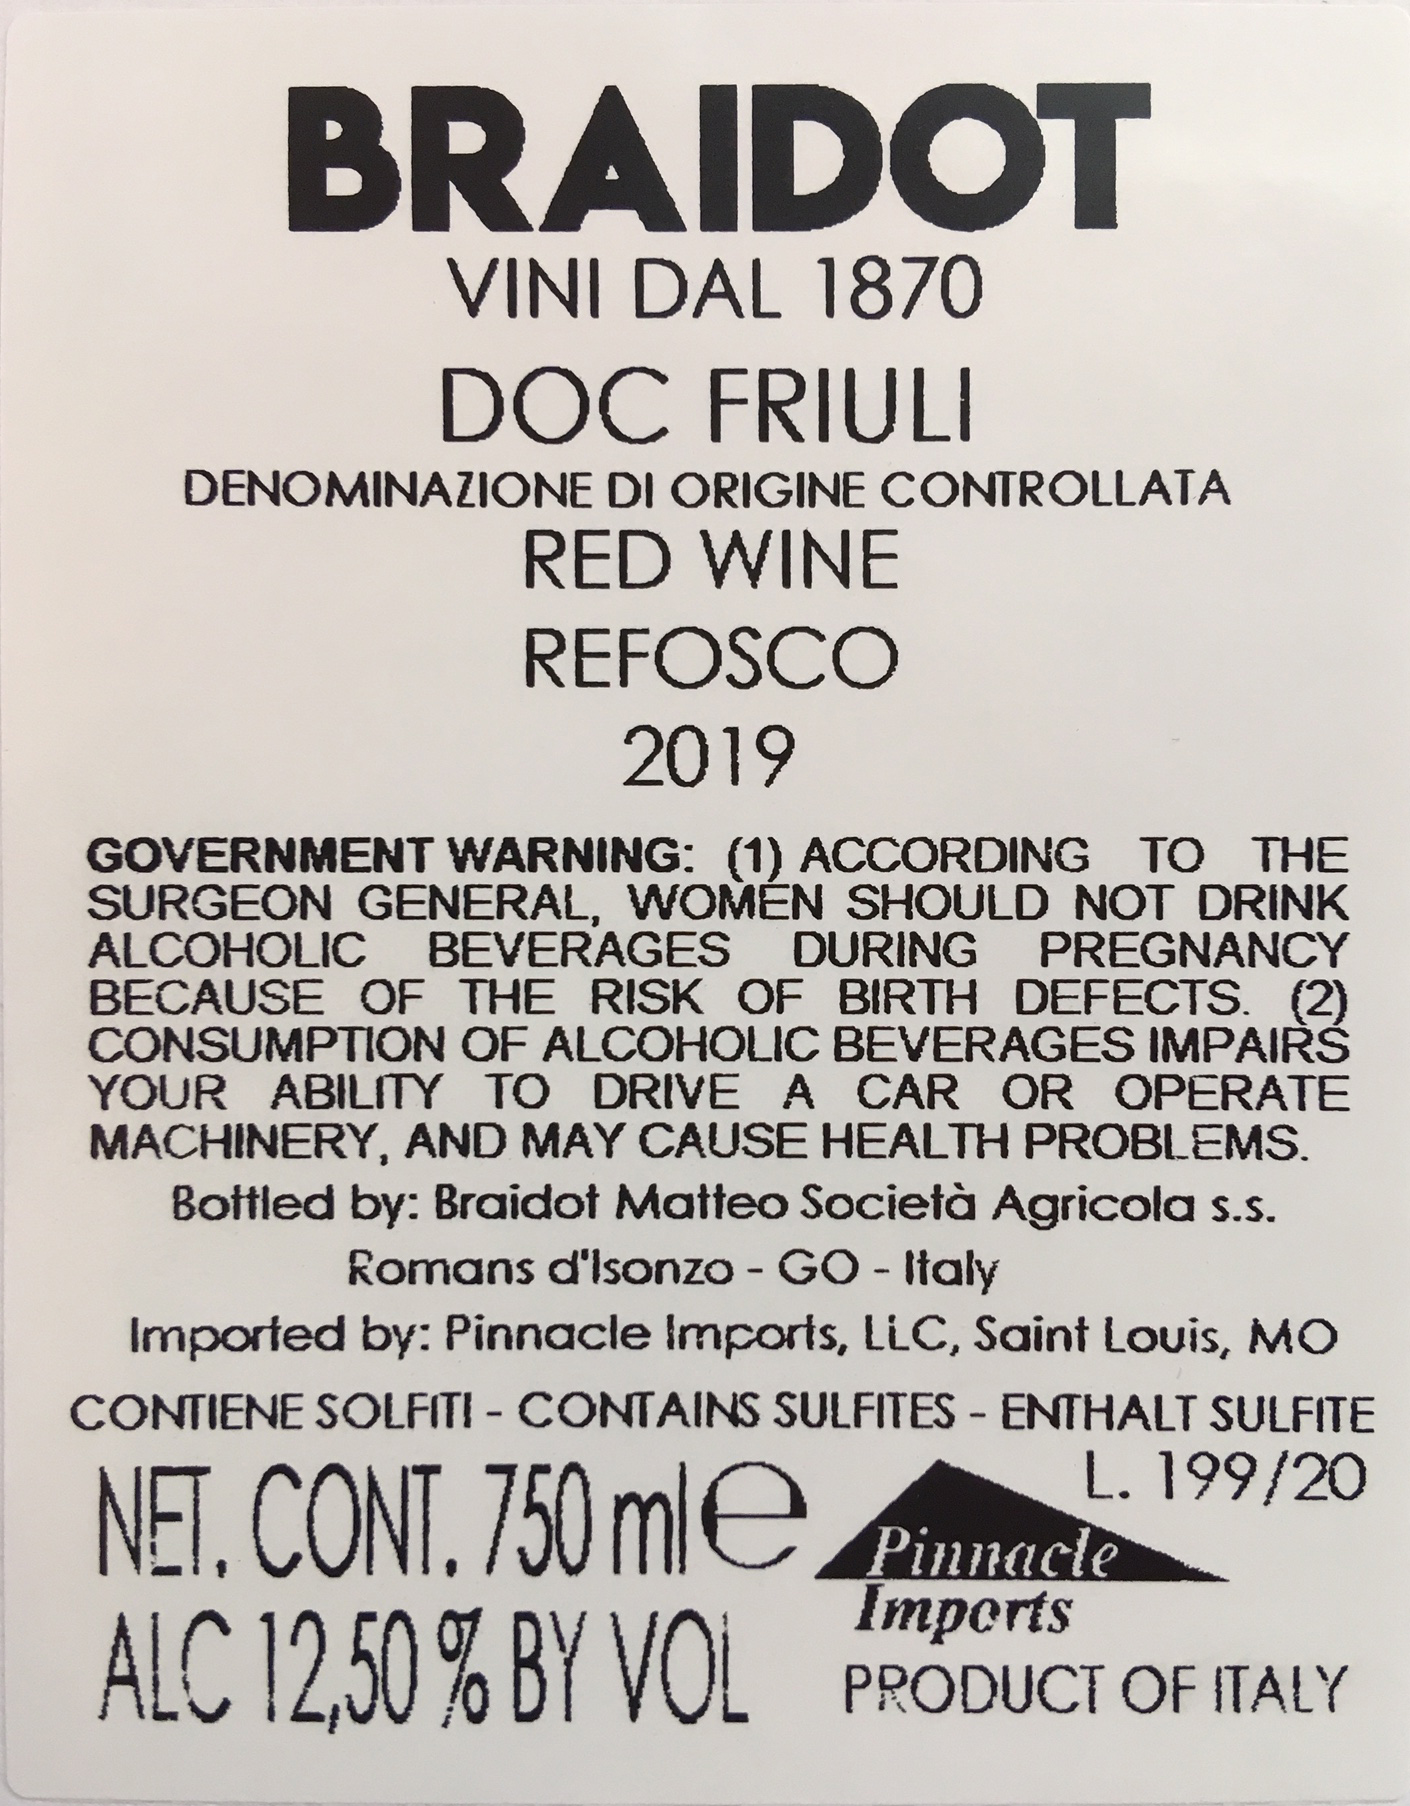 BRAIDOT
VINI DAL 1870
DOC FRIULI
DENOMINAZIONE DI ORIGINE CONTROLLATA
RED WINE
REFOSCO
2019
GOVERNMENT WARNING: (1) ACCORDING TO THE
SURGEON GENERAL, WOMEN SHOULD NOT DRINK
ALCOHOLIC BEVERAGES DURING PREGNANCY
BECAUSE OF THE RISK OF BIRTH DEFECTS. (2)
CONSUMPTION OF ALCOHOLIC BEVERAGES IMPAIRS
YOUR ABILITY TO DRIVE A CAR OR OPERATE
MACHINERY, AND MAY CAUSE HEALTH PROBLEMS.
Bottled by: Braidot Matteo Società Agricola s.s.
Romans d'Isonzo - GO - Italy
Imported by: Pinnacle Imports, LLC, Saint Louis, MO
CONTIENE SOLFITI - CONTAINS SULFITES - ENTHALT SULFITE
L. 199/20
NET. CONT. 750 ml e
Pinnacle
Imports
ALC 12,50 % BY VOL
PRODUCT OF ITALY